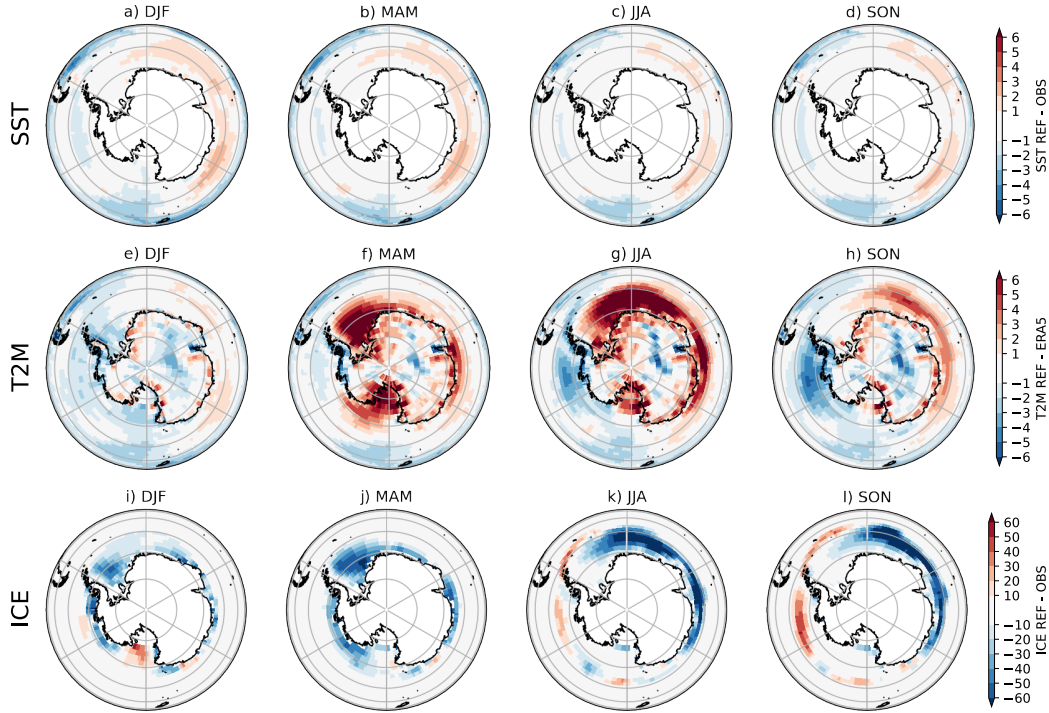 a) DJF
b) MAM
c) JJA
d) SON
SST
6
5
4
3
2
1
−1
−2
−3
−4
−5
−6
SST REF - OBS
e) DJF
f) MAM
g) JJA
h) SON
T2M
6
5
4
3
2
1
−1
−2
−3
−4
−5
−6
T2M REF - ERA5
i) DJF
j) MAM
k) JJA
l) SON
ICE
60
50
40
30
20
10
−10
−20
−30
−40
−50
−60
ICE REF - OBS